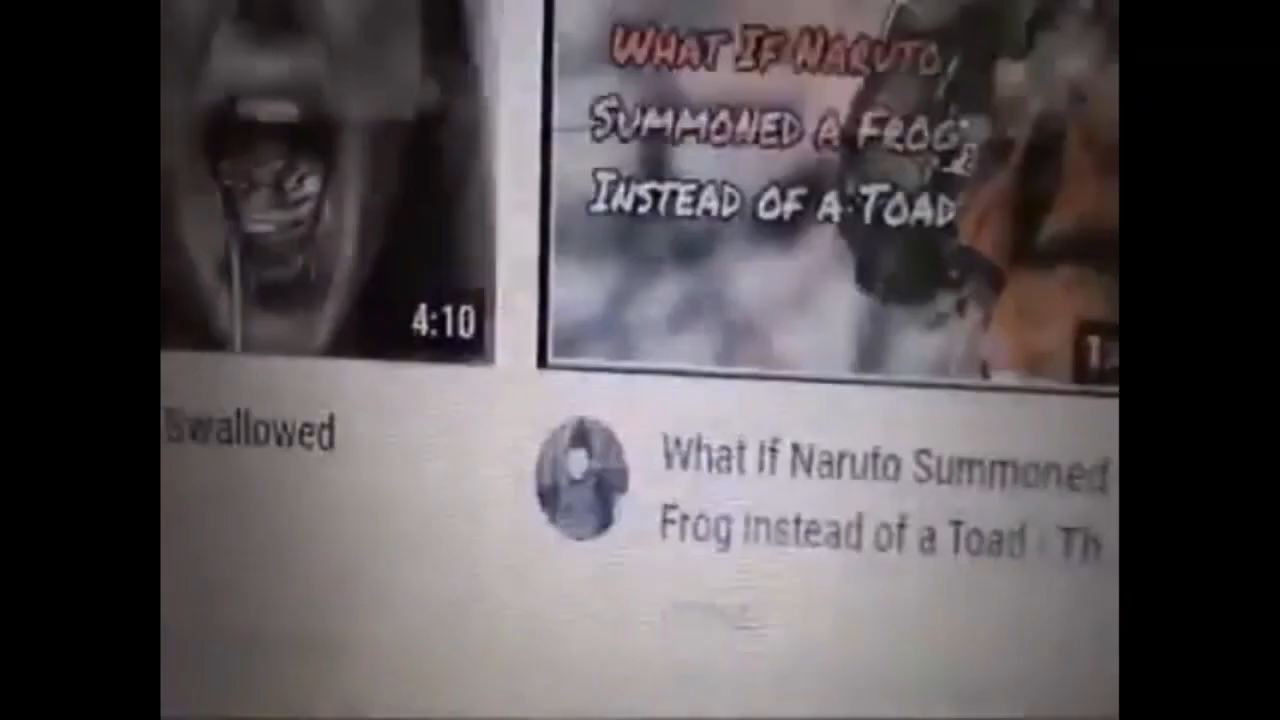 WHAT IF NARUTO
SUMMONED A FROG
INSTEAD OF A TOAD
4:10
1
Swallowed
What If Naruto Summoned
Frog Instead of a Toad - Th